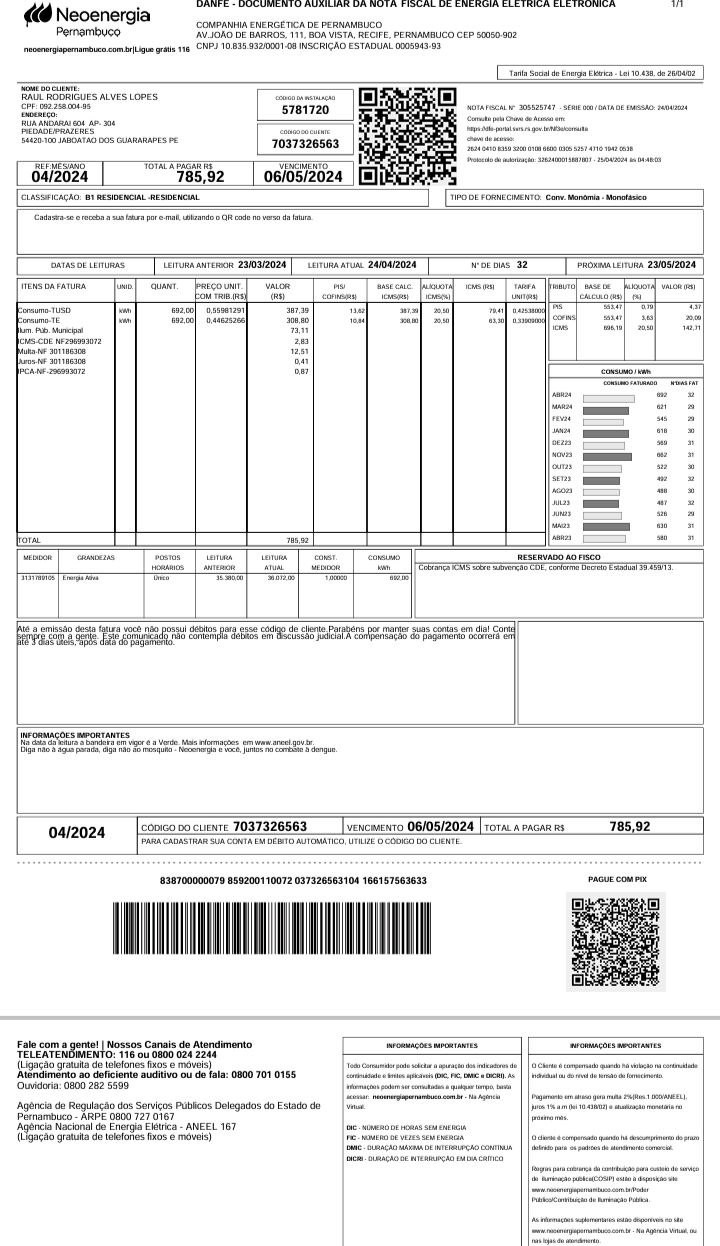 Neoenergia
Pernambuco
neoenergiapernambuco.com.br|Ligue grátis 116
DANFE - DOCUMENTO AUXILIAR DA NOTA FISCAL DE ENERGIA ELÉTRICA ELETRÔNICA
1/1
COMPANHIA ENERGÉTICA DE PERNAMBUCO
AV.JOÃO DE BARROS, 111, BOA VISTA, RECIFE, PERNAMBUCO CEP 50050-902
CNPJ 10.835.932/0001-08 INSCRIÇÃO ESTADUAL 0005943-93
Tarifa Social de Energia Elétrica - Lei 10.438, de 26/04/02
NOME DO CLIENTE:
RAUL RODRIGUES ALVES LOPES
CPF: 092.258.004-95
ENDEREÇO:
RUA ANDARAI 604 AP- 304
PIEDADE/PRAZERES
54420-100 JABOATAO DOS GUARARAPES PE
CÓDIGO DA INSTALAÇÃO
5781720
CÓDIGO DO CLIENTE
7037326563
NOTA FISCAL N° 305525747 - SÉRIE 000 / DATA DE EMISSÃO: 24/04/2024
Consulte pela Chave de Acesso em:
https://dfe-portal.svrs.rs.gov.br/Nf3e/consulta
chave de acesso:
2624 0410 8359 3200 0108 6600 0305 5257 4710 1942 0538
Protocolo de autorização: 3262400015887807 - 25/04/2024 às 04:48:03
REF:MÊS/ANO TOTAL A PAGAR R$ VENCIMENTO
04/2024 785,92 06/05/2024
CLASSIFICAÇÃO: B1 RESIDENCIAL -RESIDENCIAL
TIPO DE FORNECIMENTO: Conv. Monômia - Monofásico
Cadastra-se e receba a sua fatura por e-mail, utilizando o QR code no verso da fatura.
DATAS DE LEITURAS LEITURA ANTERIOR 23/03/2024 LEITURA ATUAL 24/04/2024 N° DE DIAS 32 PRÓXIMA LEITURA 23/05/2024
ITENS DA FATURA UNID. QUANT. PREÇO UNIT. COM TRIB.(R$) VALOR (R$) PIS/ COFINS(R$) BASE CALC. ICMS(R$) ALÍQUOTA ICMS(%) ICMS (R$) TARIFA UNIT(R$)
Consumo-TUSD kWh 692,00 0,55981291 387,39 13,62 387,39 20,50 79,41 0,42538000
Consumo-TE kWh 692,00 0,44625266 308,80 10,84 308,80 20,50 63,30 0,33909000
Ilum. Púb. Municipal 73,11
ICMS-CDE NF296993072 2,83
Multa-NF 301186308 12,51
Juros-NF 301186308 0,41
IPCA-NF-296993072 0,87
TOTAL 785,92
TRIBUTO BASE DE CÁLCULO (R$) ALÍQUOTA (%) VALOR (R$)
PIS 553,47 0,79 4,37
COFINS 553,47 3,63 20,09
ICMS 696,19 20,50 142,71
CONSUMO / kWh
CONSUMO FATURADO N°DIAS FAT
ABR24 692 32
MAR24 621 29
FEV24 545 29
JAN24 618 30
DEZ23 569 31
NOV23 662 31
OUT23 522 30
SET23 492 32
AGO23 488 30
JUL23 487 32
JUN23 526 29
MAI23 630 31
ABR23 580 31
MEDIDOR GRANDEZAS POSTOS HORÁRIOS LEITURA ANTERIOR LEITURA ATUAL CONST. MEDIDOR CONSUMO kWh
3131789105 Energia Ativa Único 35.380,00 36.072,00 1,00000 692,00
RESERVADO AO FISCO
Cobrança ICMS sobre subvenção CDE, conforme Decreto Estadual 39.459/13.
Até a emissão desta fatura você não possui débitos para esse código de cliente.Parabéns por manter suas contas em dia! Conte
sempre com a gente. Este comunicado não contempla débitos em discussão judicial.A compensação do pagamento ocorrerá em
até 3 dias úteis, após data do pagamento.
INFORMAÇÕES IMPORTANTES
Na data da leitura a bandeira em vigor é a Verde. Mais informações em www.aneel.gov.br.
Diga não à água parada, diga não ao mosquito - Neoenergia e você, juntos no combate à dengue.
04/2024
CÓDIGO DO CLIENTE 7037326563 VENCIMENTO 06/05/2024 TOTAL A PAGAR R$ 785,92
PARA CADASTRAR SUA CONTA EM DÉBITO AUTOMÁTICO, UTILIZE O CÓDIGO DO CLIENTE.
838700000079 859200110072 037326563104 166157563633
PAGUE COM PIX
Fale com a gente! | Nossos Canais de Atendimento
TELEATENDIMENTO: 116 ou 0800 024 2244
(Ligação gratuita de telefones fixos e móveis)
Atendimento ao deficiente auditivo ou de fala: 0800 701 0155
Ouvidoria: 0800 282 5599
Agência de Regulação dos Serviços Públicos Delegados do Estado de
Pernambuco - ARPE 0800 727 0167
Agência Nacional de Energia Elétrica - ANEEL 167
(Ligação gratuita de telefones fixos e móveis)
INFORMAÇÕES IMPORTANTES
Todo Consumidor pode solicitar a apuração dos indicadores de
continuidade e limites aplicáveis (DIC, FIC, DMIC e DICRI). As
informações podem ser consultadas a qualquer tempo, basta
acessar: neoenergiapernambuco.com.br - Na Agência
Virtual.
DIC - NÚMERO DE HORAS SEM ENERGIA
FIC - NÚMERO DE VEZES SEM ENERGIA
DMIC - DURAÇÃO MÁXIMA DE INTERRUPÇÃO CONTÍNUA
DICRI - DURAÇÃO DE INTERRUPÇÃO EM DIA CRÍTICO
INFORMAÇÕES IMPORTANTES
O Cliente é compensado quando há violação na continuidade
individual ou do nível de tensão de fornecimento.
Pagamento em atraso gera multa 2%(Res.1.000/ANEEL),
juros 1% a.m (lei 10.438/02) e atualização monetária no
próximo mês.
O cliente é compensado quando há descumprimento do prazo
definido para os padrões de atendimento comercial.
Regras para cobrança da contribuição para custeio de serviço
de iluminação pública(COSIP) estão à disposição site
www.neoenergiapernambuco.com.br/Poder
Público/Contribuição de Iluminação Pública.
As informações suplementares estão disponíveis no site
www.neoenergiapernambuco.com.br - Na Agência Virtual, ou
nas lojas de atendimento.